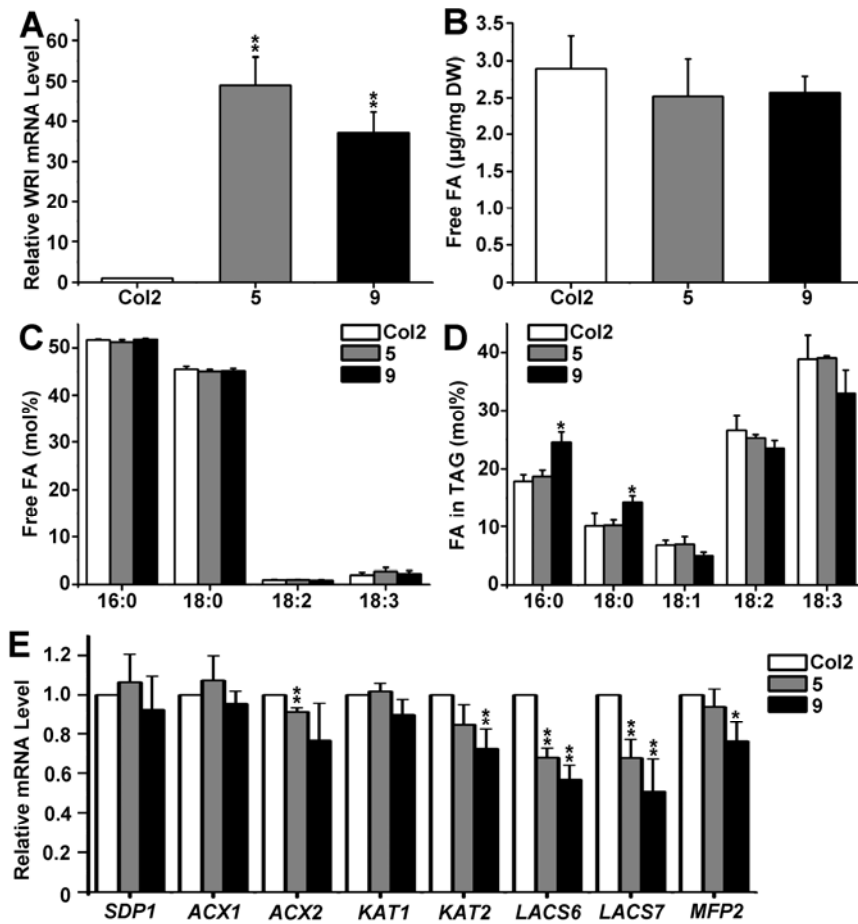 A
Relative WRI mRNA Level
60
50
40
30
20
10
0
**
**
Col2 5 9
B
Free FA (µg/mg DW)
3.5
3.0
2.5
2.0
1.5
1.0
0.5
0
Col2 5 9
C
Free FA (mol%)
50
40
30
20
10
0
Col2
5
9
16:0 18:0 18:2 18:3
D
FA in TAG (mol%)
40
30
20
10
0
Col2
5
9
*
*
16:0 18:0 18:1 18:2 18:3
E
Relative mRNA Level
1.2
1.0
0.8
0.6
0.4
0.2
0
Col2
5
9
**
**
**
**
**
**
*
SDP1 ACX1 ACX2 KAT1 KAT2 LACS6 LACS7 MFP2